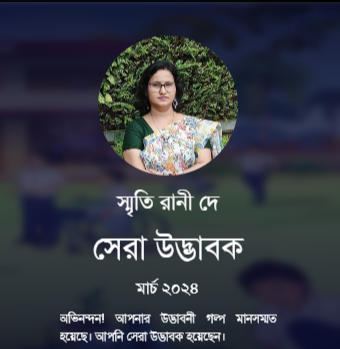 স্মৃতি রানী দে
সেরা উদ্ভাবক
মার্চ ২০২৪
অভিনন্দন! আপনার উদ্ভাবনী গল্প মানসম্মত
হয়েছে। আপনি সেরা উদ্ভাবক হয়েছেন।